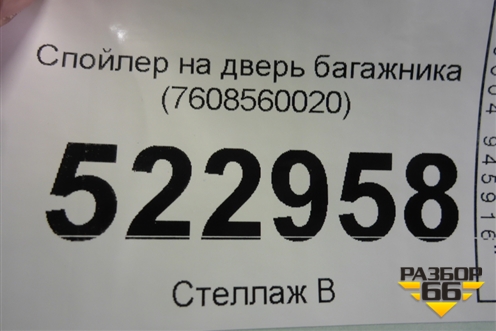 Спойлер на дверь багажника
(7608560020)
522958
Стеллаж В
РАЗБОР
66